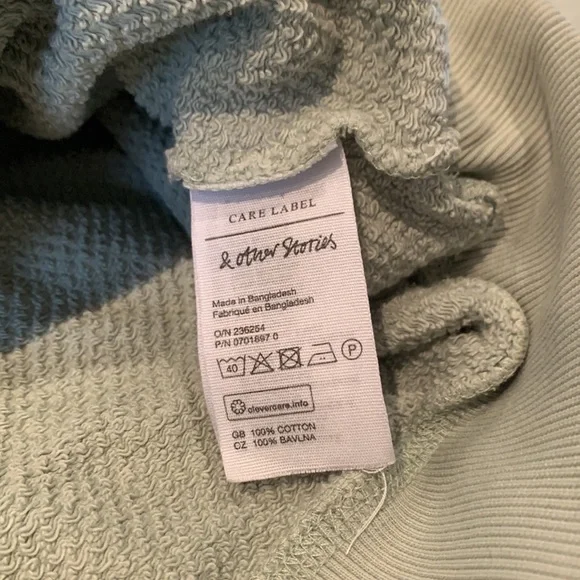 CARE LABEL
& other Stories
Made in Bangladesh
Fabriqué en Bangladesh
O/N 236254
P/N 0701697 0
40 P
clevercare.info
GB 100% COTTON
CZ 100% BAVLNA